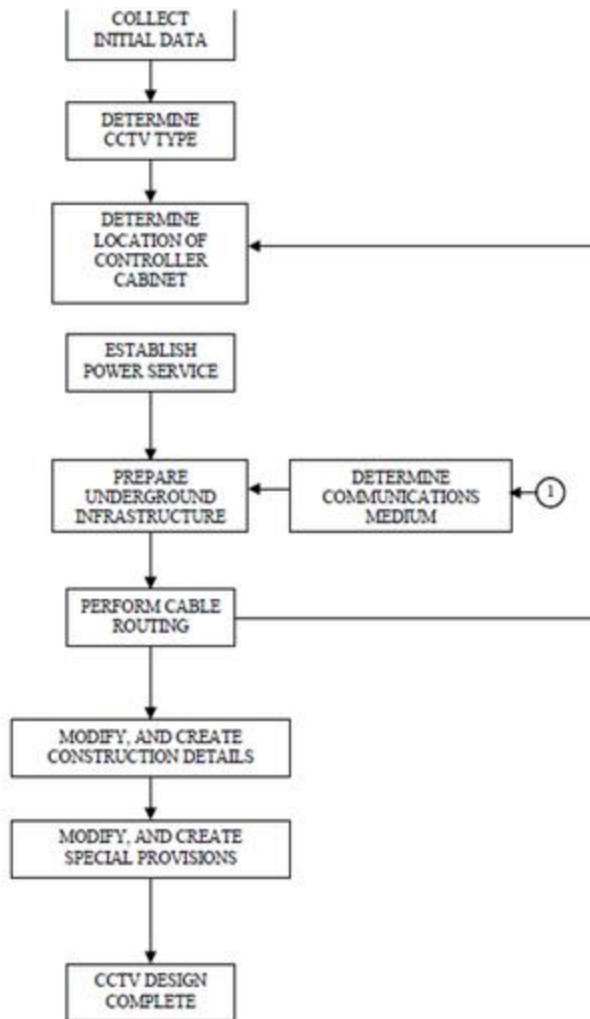 COLLECT
INITIAL DATA
DETERMINE
CCTV TYPE
DETERMINE
LOCATION OF
CONTROLLER
CABINET
ESTABLISH
POWER SERVICE
PREPARE
UNDERGROUND
INFRASTRUCTURE
DETERMINE
COMMUNICATIONS
MEDIUM
1
PERFORM CABLE
ROUTING
MODIFY, AND CREATE
CONSTRUCTION DETAILS
MODIFY, AND CREATE
SPECIAL PROVISIONS
CCTV DESIGN
COMPLETE